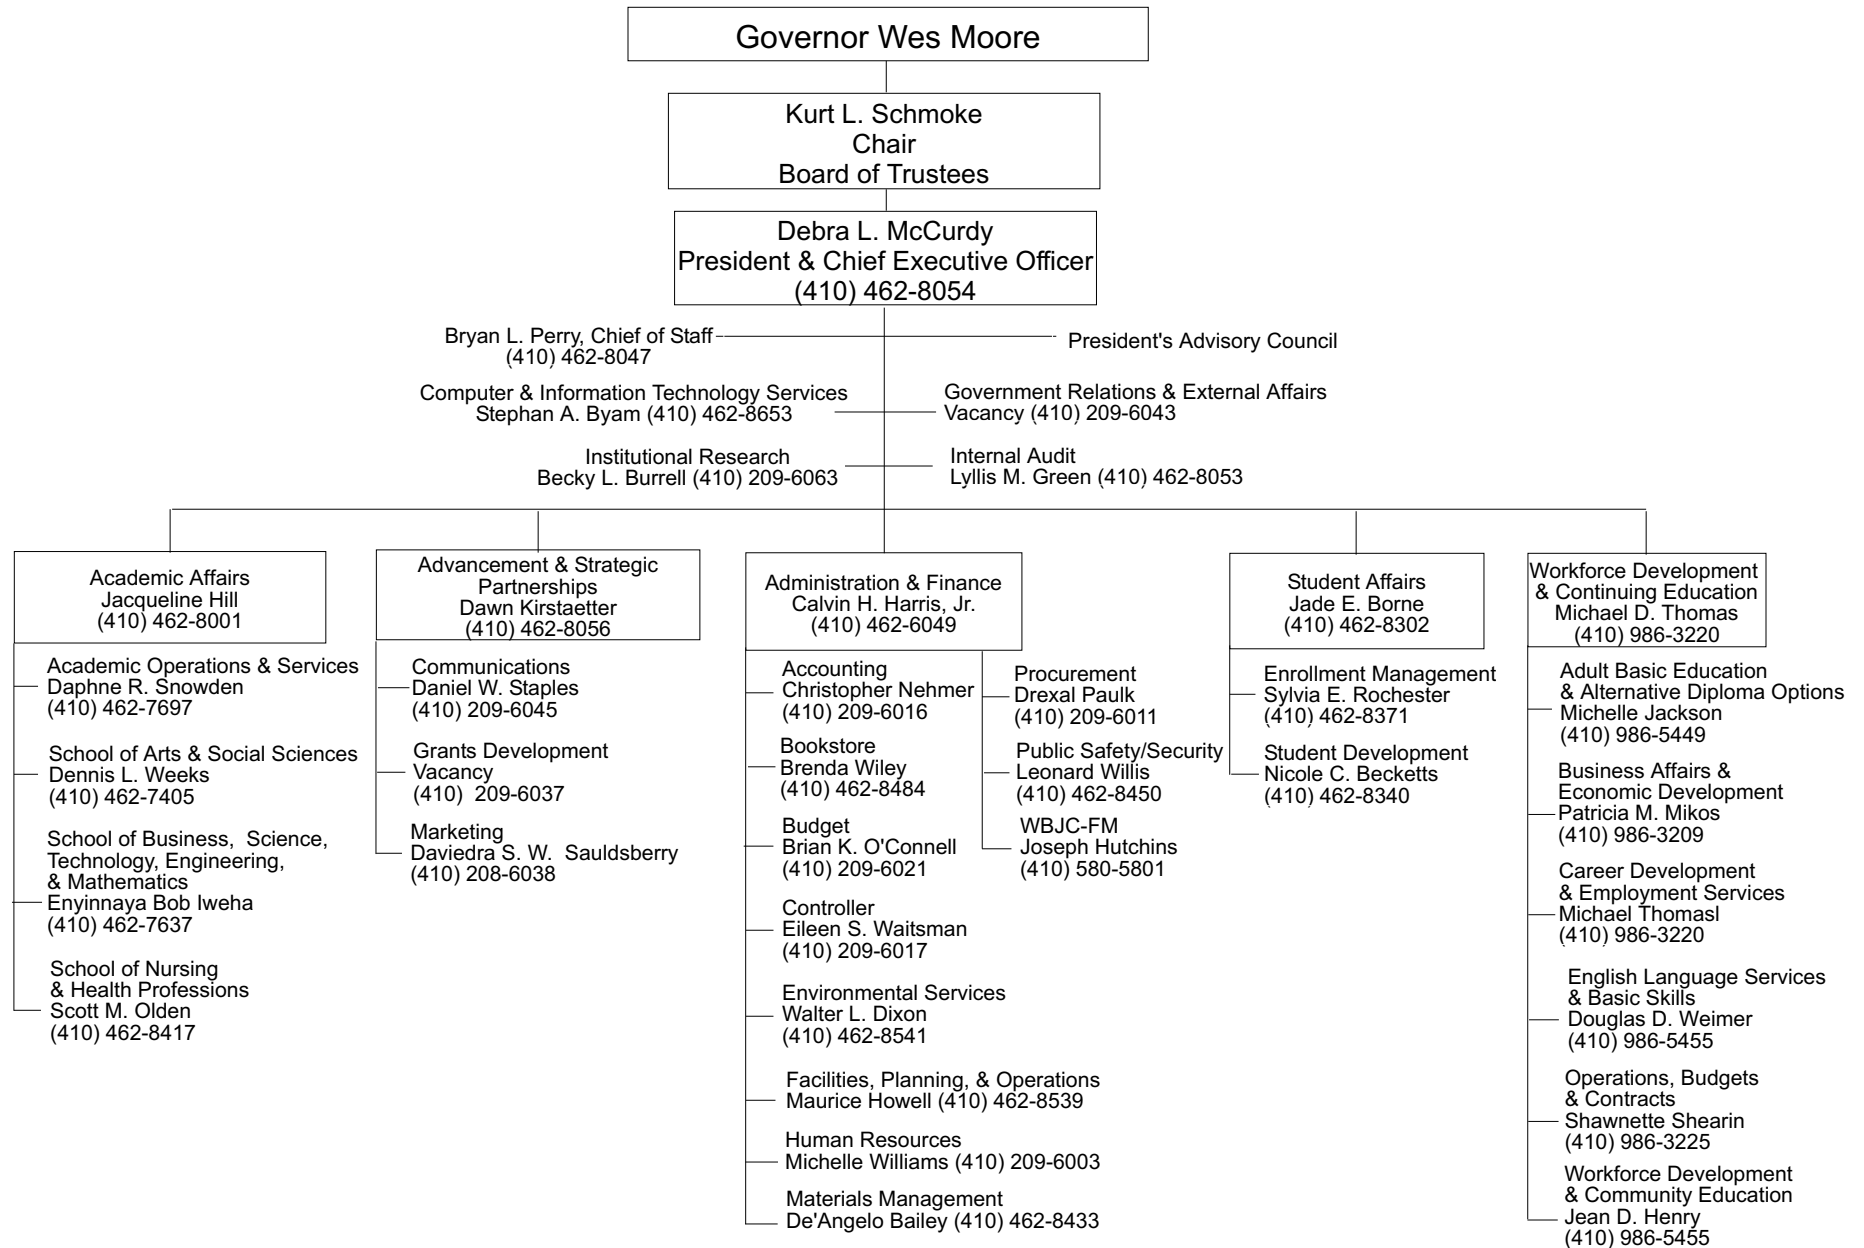 Governor Wes Moore
Kurt L. Schmoke
Chair
Board of Trustees
Debra L. McCurdy
President & Chief Executive Officer
(410) 462-8054
Bryan L. Perry, Chief of Staff
(410) 462-8047
President's Advisory Council
Computer & Information Technology Services
Stephan A. Byam (410) 462-8653
Government Relations & External Affairs
Vacancy (410) 209-6043
Institutional Research
Becky L. Burrell (410) 209-6063
Internal Audit
Lyllis M. Green (410) 462-8053
Academic Affairs
Jacqueline Hill
(410) 462-8001
Academic Operations & Services
Daphne R. Snowden
(410) 462-7697
School of Arts & Social Sciences
Dennis L. Weeks
(410) 462-7405
School of Business, Science,
Technology, Engineering,
& Mathematics
Enyinnaya Bob Iweha
(410) 462-7637
School of Nursing
& Health Professions
Scott M. Olden
(410) 462-8417
Advancement & Strategic
Partnerships
Dawn Kirstaetter
(410) 462-8056
Communications
Daniel W. Staples
(410) 209-6045
Grants Development
Vacancy
(410) 209-6037
Marketing
Daviedra S. W. Sauldsberry
(410) 208-6038
Administration & Finance
Calvin H. Harris, Jr.
(410) 462-6049
Accounting
Christopher Nehmer
(410) 209-6016
Bookstore
Brenda Wiley
(410) 462-8484
Budget
Brian K. O'Connell
(410) 209-6021
Controller
Eileen S. Waitsman
(410) 209-6017
Environmental Services
Walter L. Dixon
(410) 462-8541
Facilities, Planning, & Operations
Maurice Howell (410) 462-8539
Human Resources
Michelle Williams (410) 209-6003
Materials Management
De'Angelo Bailey (410) 462-8433
Procurement
Drexal Paulk
(410) 209-6011
Public Safety/Security
Leonard Willis
(410) 462-8450
WBJC-FM
Joseph Hutchins
(410) 580-5801
Student Affairs
Jade E. Borne
(410) 462-8302
Enrollment Management
Sylvia E. Rochester
(410) 462-8371
Student Development
Nicole C. Becketts
(410) 462-8340
Workforce Development
& Continuing Education
Michael D. Thomas
(410) 986-3220
Adult Basic Education
& Alternative Diploma Options
Michelle Jackson
(410) 986-5449
Business Affairs &
Economic Development
Patricia M. Mikos
(410) 986-3209
Career Development
& Employment Services
Michael Thomasl
(410) 986-3220
English Language Services
& Basic Skills
Douglas D. Weimer
(410) 986-5455
Operations, Budgets
& Contracts
Shawnette Shearin
(410) 986-3225
Workforce Development
& Community Education
Jean D. Henry
(410) 986-5455